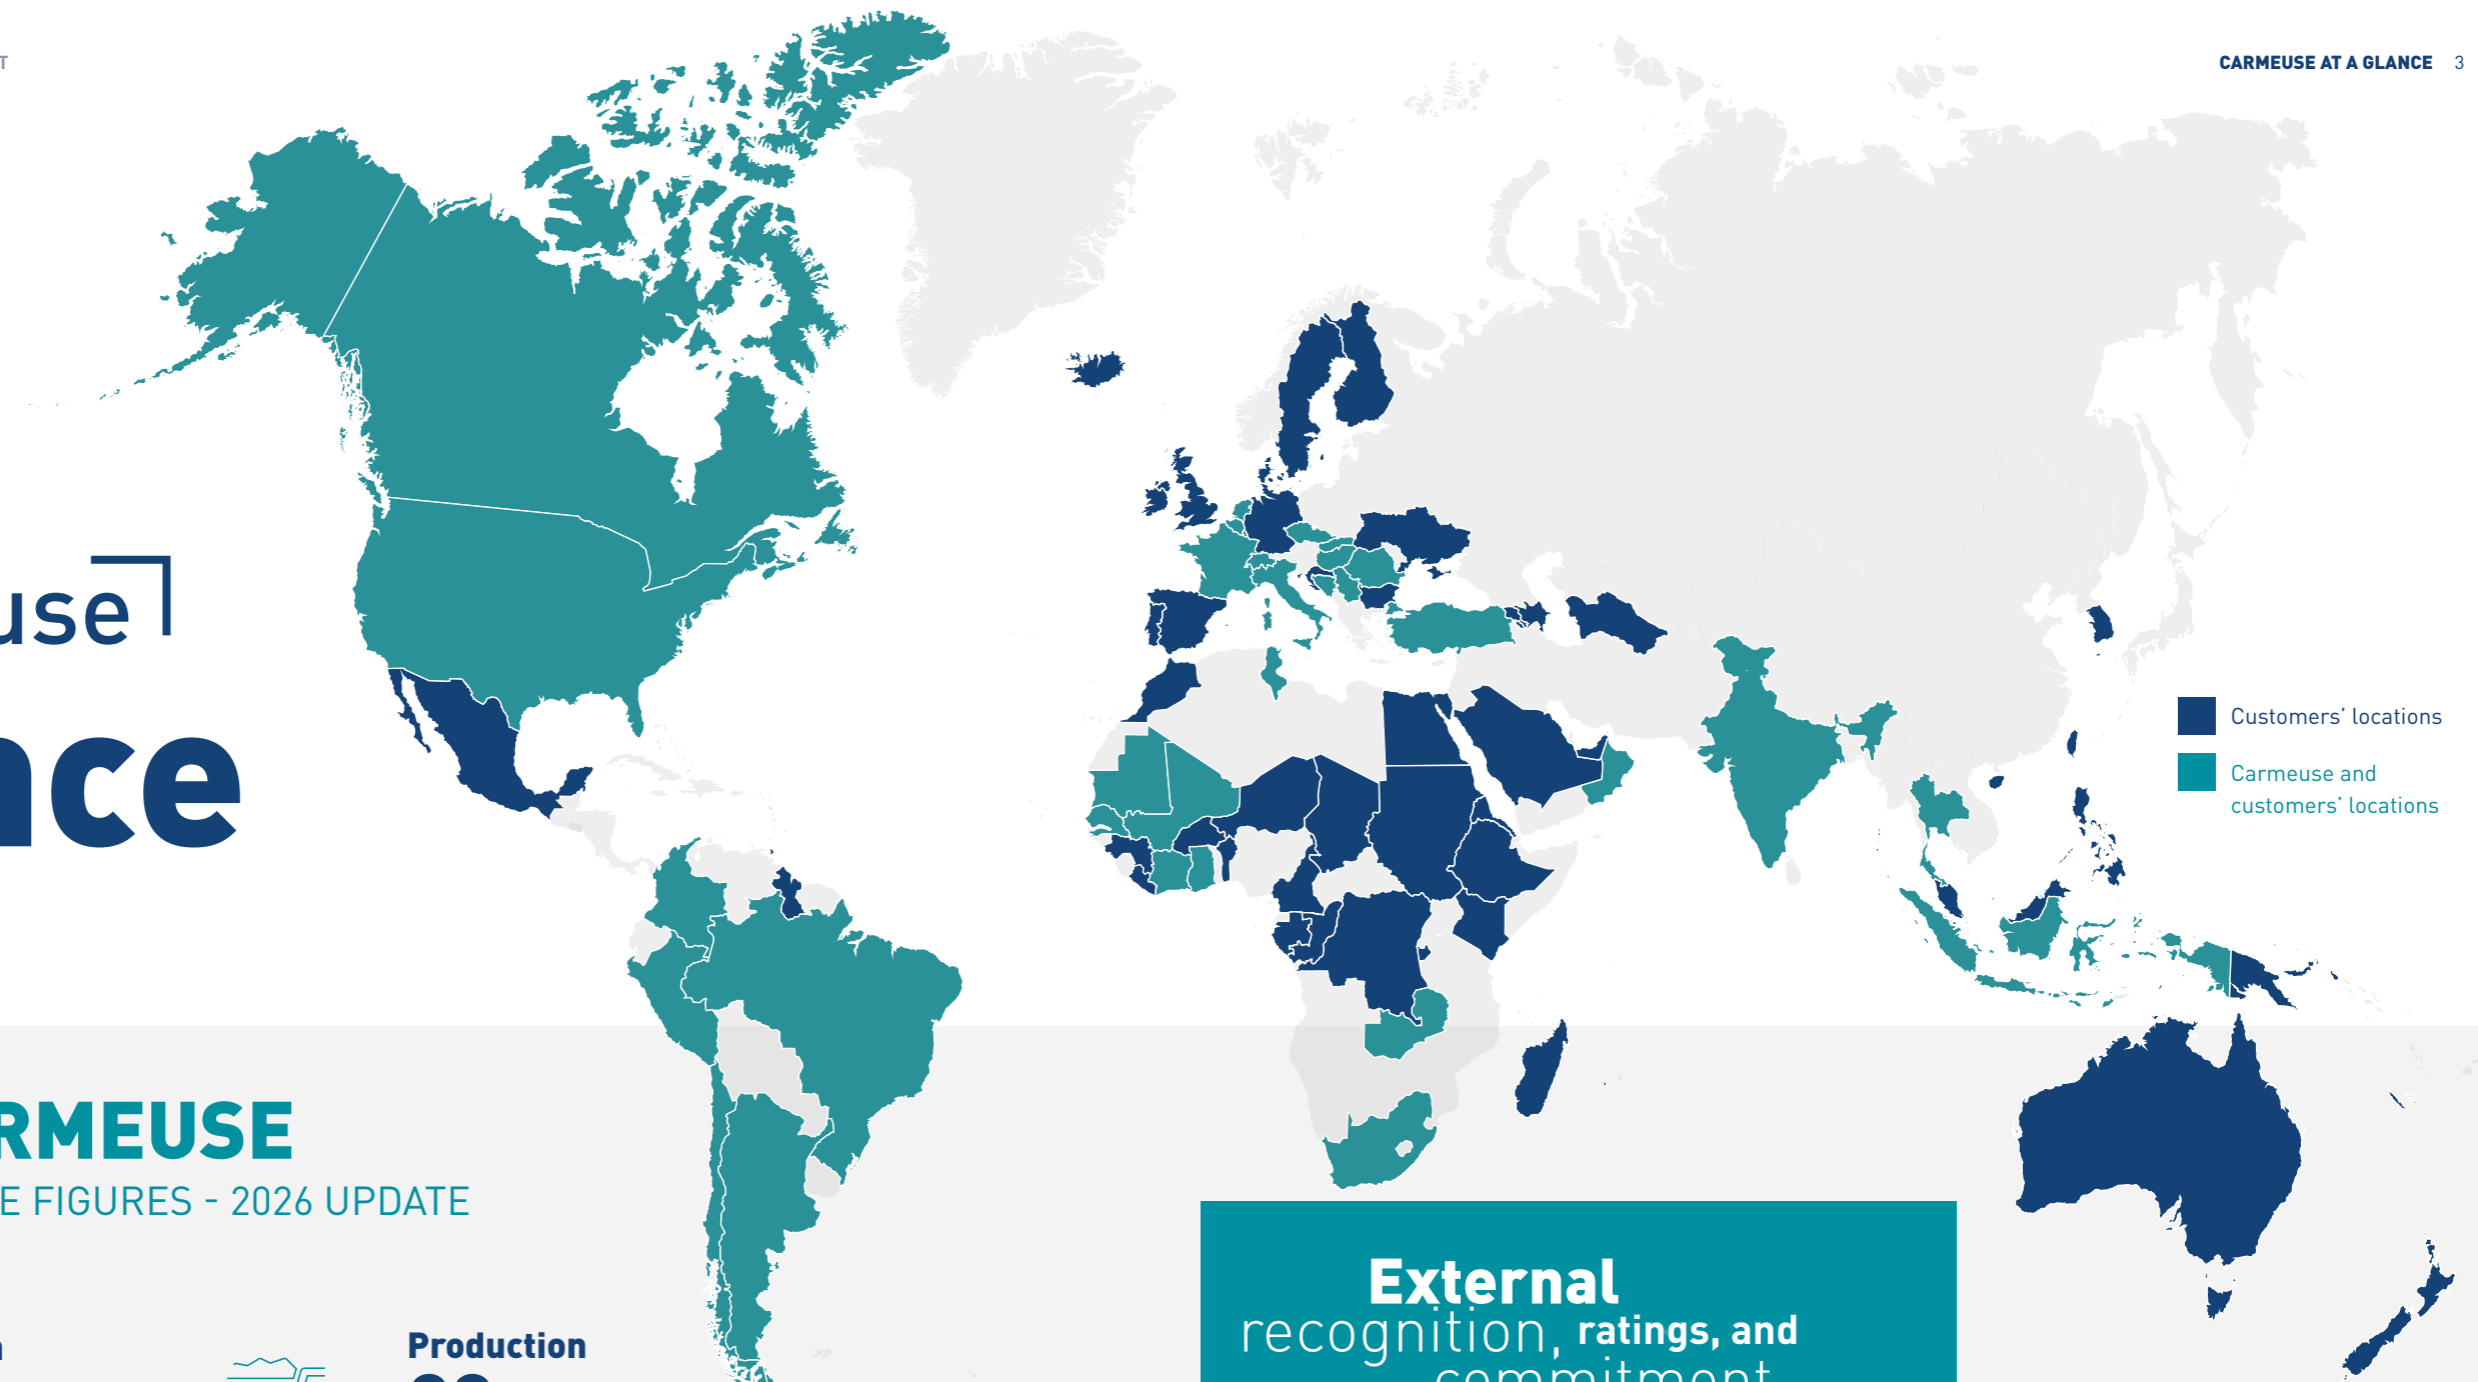 T
CARMEUSE AT A GLANCE 3
use
nce
Customers’ locations
Carmeuse and
customers’ locations
RMEUSE
E FIGURES - 2026 UPDATE
External
recognition, ratings, and
commitment
Production